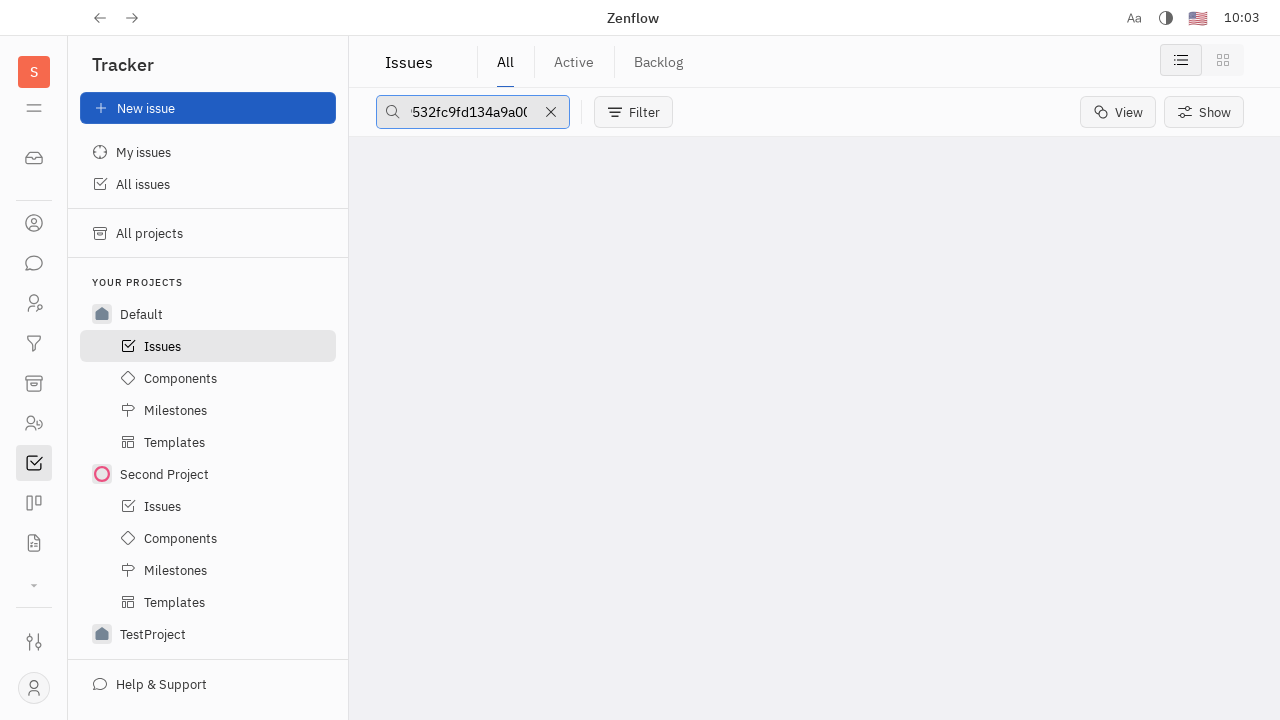 Zenflow
Aa
10:03
S
Tracker
New issue
My issues
All issues
All projects
YOUR PROJECTS
Default
Issues
Components
Milestones
Templates
Second Project
Issues
Components
Milestones
Templates
TestProject
Help & Support
Issues
All
Active
Backlog
532fc9fd134a9a00
Filter
View
Show